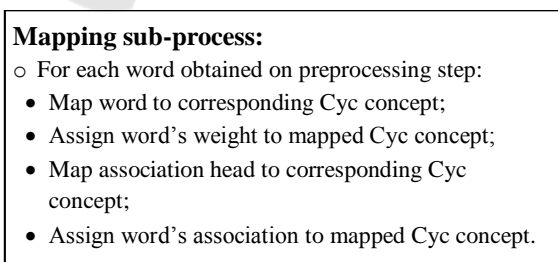 Mapping sub-process:
○ For each word obtained on preprocessing step:
• Map word to corresponding Cyc concept;
• Assign word’s weight to mapped Cyc concept;
• Map association head to corresponding Cyc
concept;
• Assign word’s association to mapped Cyc concept.